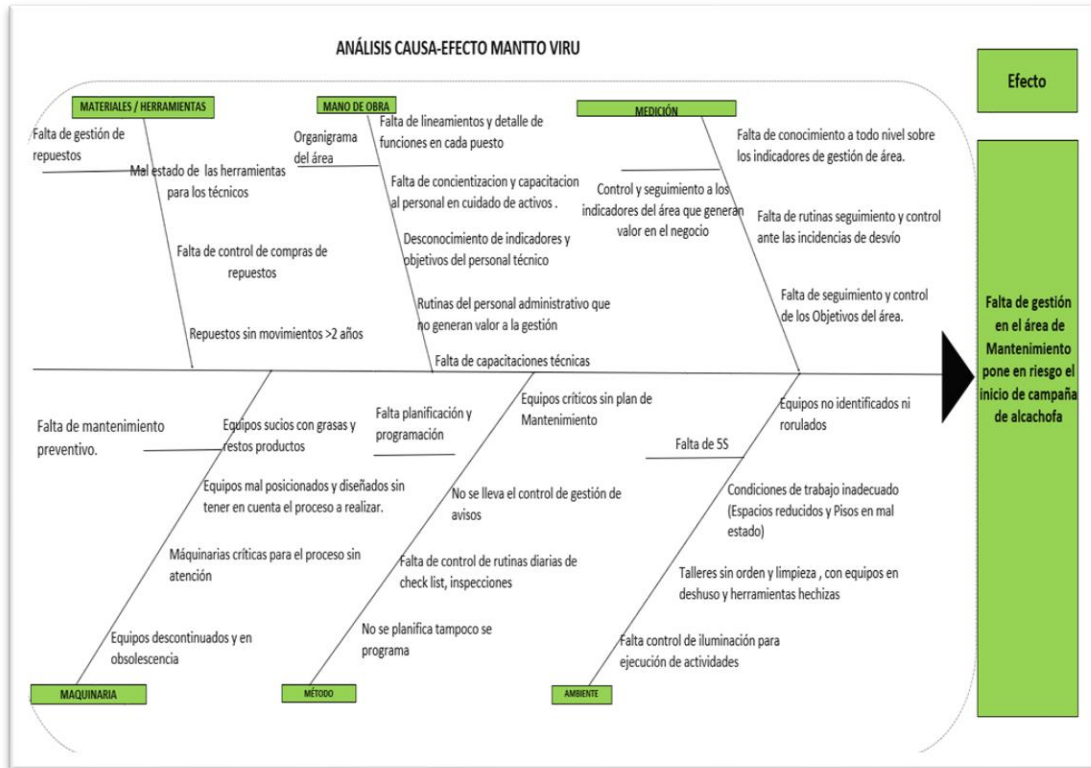 ANÁLISIS CAUSA-EFECTO MANTTO VIRU
Efecto
MATERIALES / HERRAMIENTAS
MANO DE OBRA
MEDICIÓN
Falta de gestión de
repuestos
Mal estado de las herramientas
para los técnicos
Falta de control de compras de
repuestos
Repuestos sin movimientos >2 años
Organigrama
del área
Falta de lineamientos y detalle de
funciones en cada puesto
Falta de concientizacion y capacitacion
al personal en cuidado de activos .
Desconocimiento de indicadores y
objetivos del personal técnico
Rutinas del personal administrativo que
no generan valor a la gestión
Falta de capacitaciones técnicas
Control y seguimiento a los
indicadores del área que generan
valor en el negocio
Falta de conocimiento a todo nivel sobre
los indicadores de gestión de área.
Falta de rutinas seguimiento y control
ante las incidencias de desvío
Falta de seguimiento y control
de los Objetivos del área.
Falta de gestión
en el área de
Mantenimiento
pone en riesgo el
inicio de campaña
de alcachofa
Falta de mantenimiento
preventivo.
Equipos sucios con grasas y
restos productos
Equipos mal posicionados y diseñados sin
tener en cuenta el proceso a realizar.
Máquinarias críticas para el proceso sin
atención
Equipos descontinuados y en
obsolescencia
Falta planificación y
programación
Equipos críticos sin plan de
Mantenimiento
No se lleva el control de gestión de
avisos
Falta de control de rutinas diarias de
check list, inspecciones
No se planifica tampoco se
programa
Falta de 5S
Equipos no identificados ni
rorulados
Condiciones de trabajo inadecuado
(Espacios reducidos y Pisos en mal
estado)
Talleres sin orden y limpieza , con equipos en
deshuso y herramientas hechizas
Falta control de iluminación para
ejecución de actividades
MAQUINARIA
MÉTODO
AMBIENTE